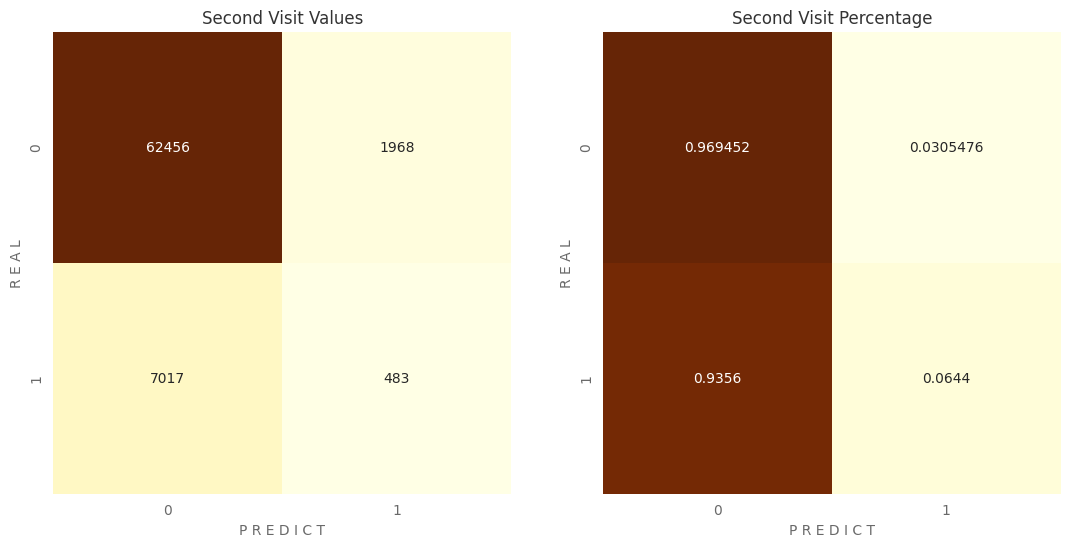 Second Visit Values
0
62456
1968
R E A L
1
7017
483
0
1
P R E D I C T
Second Visit Percentage
0
0.969452
0.0305476
R E A L
1
0.9356
0.0644
0
1
P R E D I C T